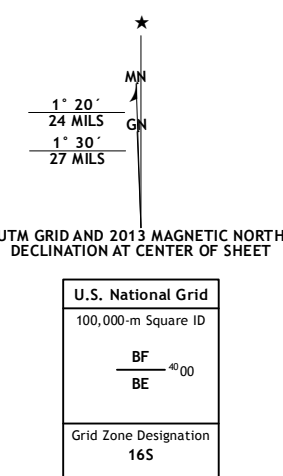 ★
MN
1° 20´
24 MILS
GN
1° 30´
27 MILS
UTM GRID AND 2013 MAGNETIC NORTH
DECLINATION AT CENTER OF SHEET
U.S. National Grid
100,000-m Square ID
BF
4000
BE
Grid Zone Designation
16S